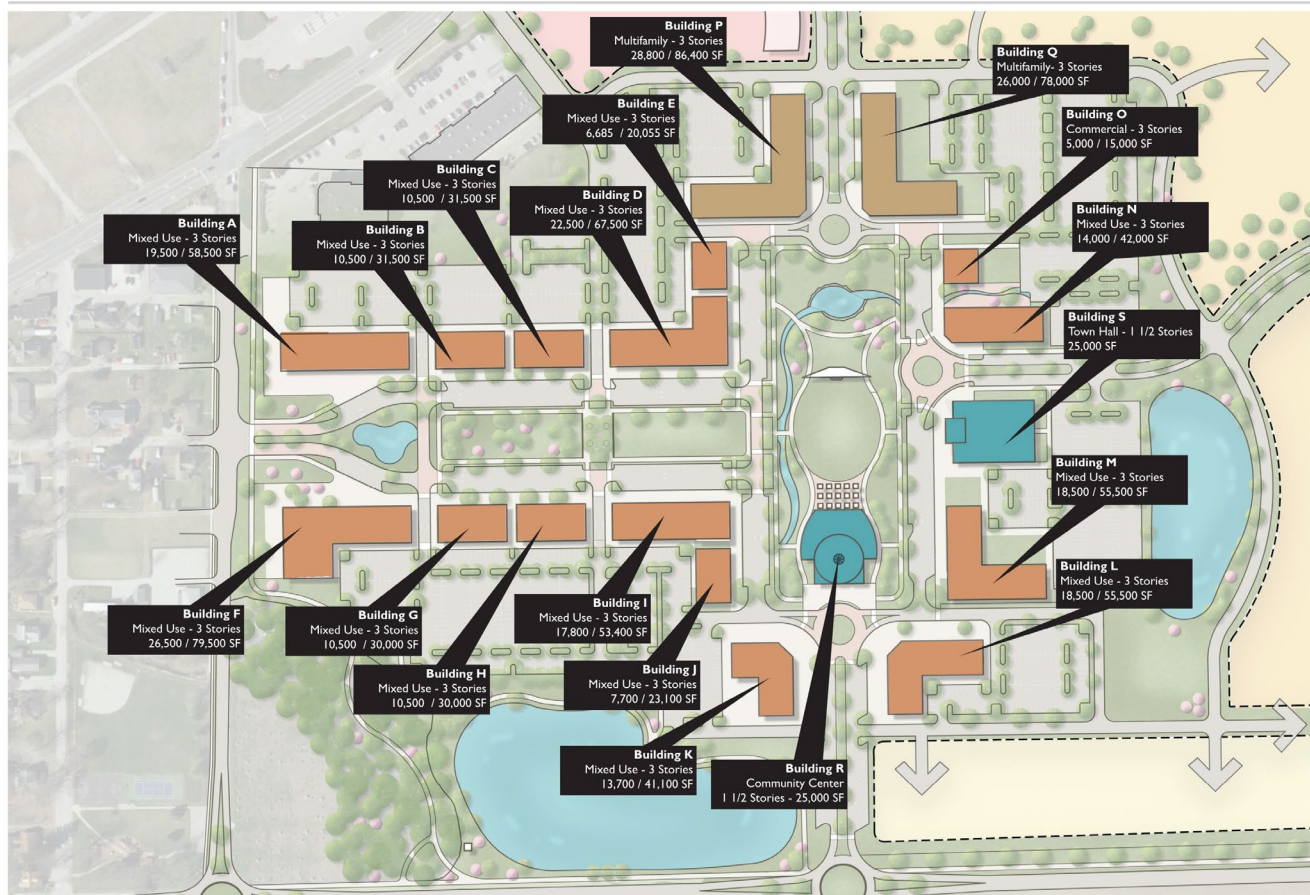 Building P
Multifamily - 3 Stories
28,800 / 86,400 SF
Building Q
Multifamily- 3 Stories
26,000 / 78,000 SF
Building E
Mixed Use - 3 Stories
6,685 / 20,055 SF
Building O
Commercial - 3 Stories
5,000 / 15,000 SF
Building C
Mixed Use - 3 Stories
10,500 / 31,500 SF
Building D
Mixed Use - 3 Stories
22,500 / 67,500 SF
Building N
Mixed Use - 3 Stories
14,000 / 42,000 SF
Building A
Mixed Use - 3 Stories
19,500 / 58,500 SF
Building B
Mixed Use - 3 Stories
10,500 / 31,500 SF
Building S
Town Hall - 1 1/2 Stories
25,000 SF
Building M
Mixed Use - 3 Stories
18,500 / 55,500 SF
Building L
Mixed Use - 3 Stories
18,500 / 55,500 SF
Building F
Mixed Use - 3 Stories
26,500 / 79,500 SF
Building G
Mixed Use - 3 Stories
10,500 / 30,000 SF
Building I
Mixed Use - 3 Stories
17,800 / 53,400 SF
Building H
Mixed Use - 3 Stories
10,500 / 30,000 SF
Building J
Mixed Use - 3 Stories
7,700 / 23,100 SF
Building K
Mixed Use - 3 Stories
13,700 / 41,100 SF
Building R
Community Center
1 1/2 Stories - 25,000 SF